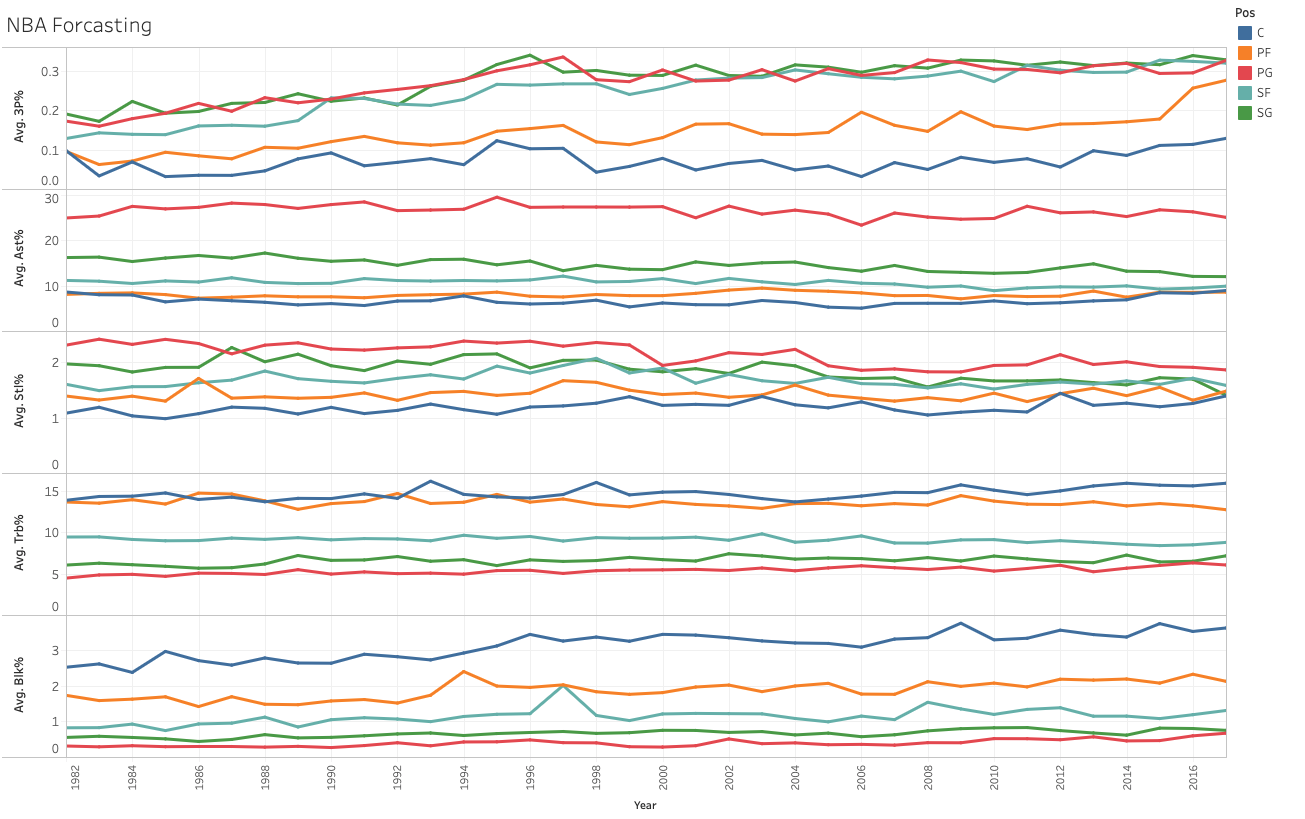 NBA Forcasting
Pos
C
PF
PG
SF
SG
Avg. 3P%
0.3
0.2
0.1
0.0
Avg. Ast%
30
20
10
0
Avg. Stl%
2
1
0
Avg. Trb%
15
10
5
0
Avg. Blk%
3
2
1
0
1982 1984 1986 1988 1990 1992 1994 1996 1998 2000 2002 2004 2006 2008 2010 2012 2014 2016
Year